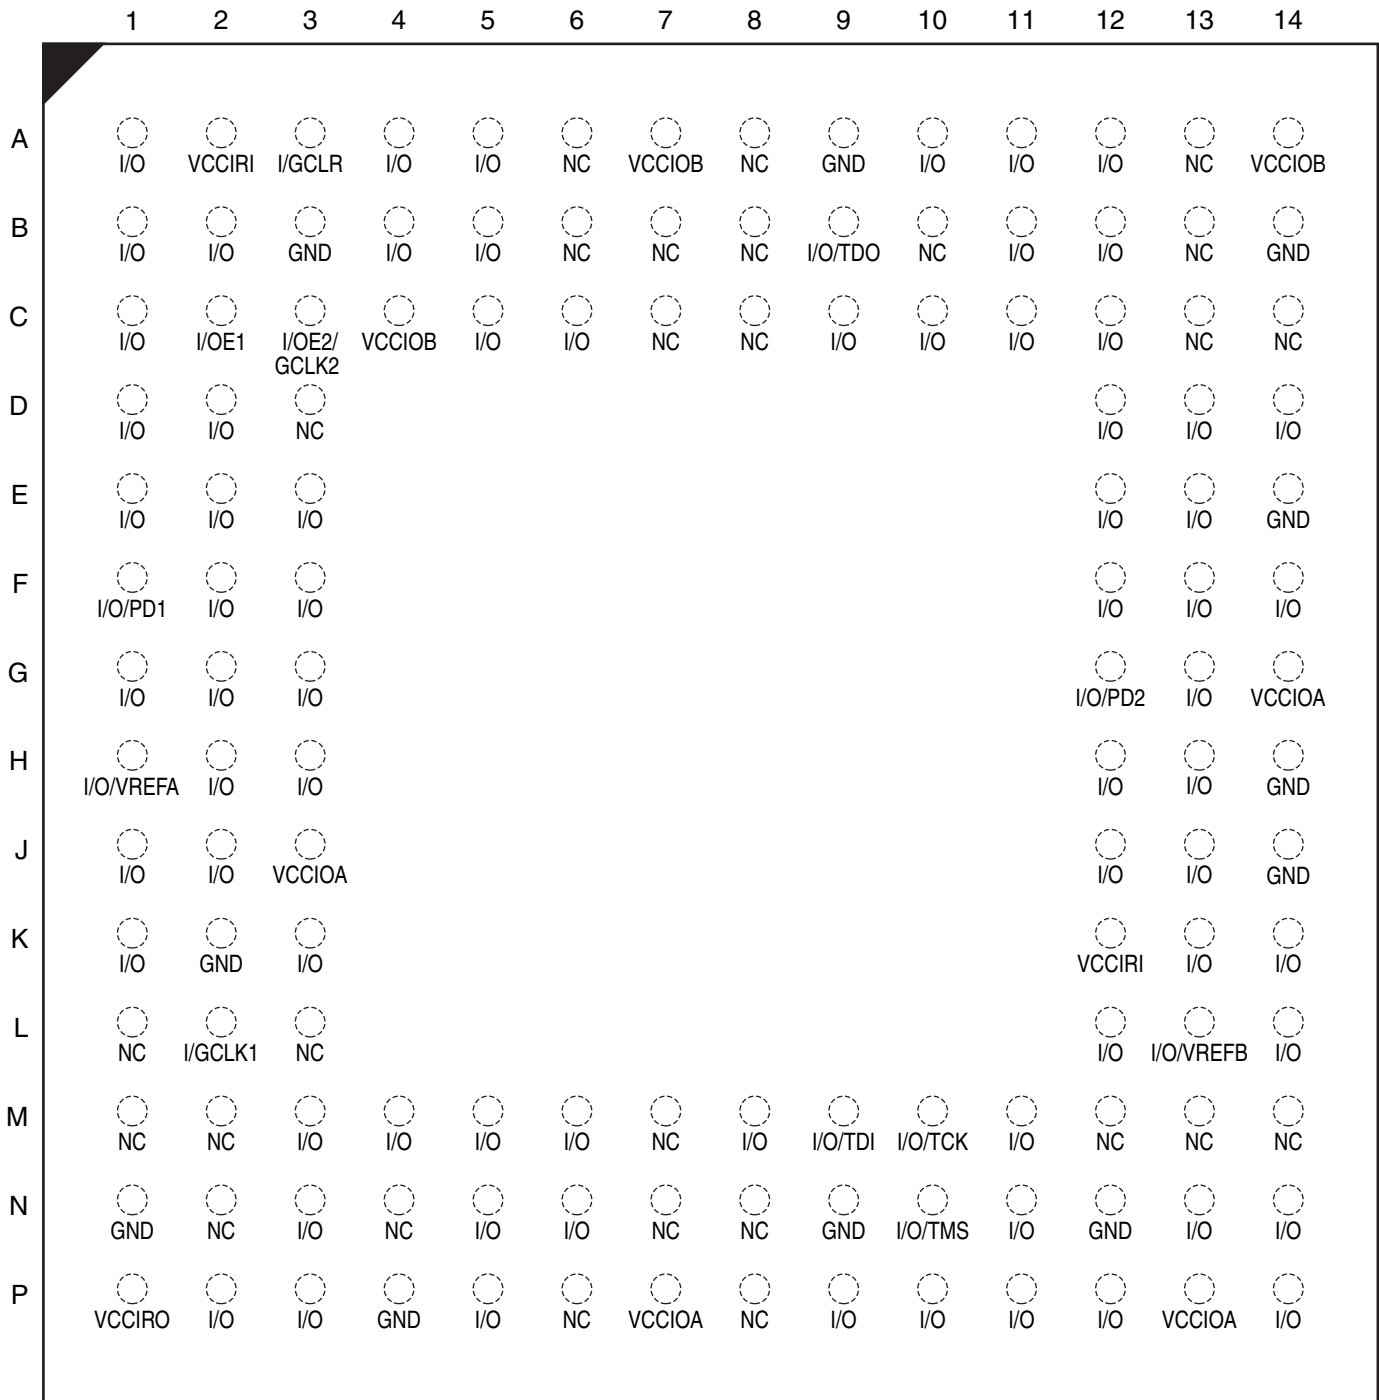 1 2 3 4 5 6 7 8 9 10 11 12 13 14
A
I/O VCCIRI I/GCLR I/O I/O NC VCCIOB NC GND I/O I/O I/O NC VCCIOB
B
I/O I/O GND I/O I/O NC NC NC I/O/TDO NC I/O I/O NC GND
C
I/O I/OE1 I/OE2/ VCCIOB I/O I/O NC NC I/O I/O I/O I/O NC NC
GCLK2
D
I/O I/O NC I/O I/O I/O
E
I/O I/O I/O I/O I/O GND
F
I/O/PD1 I/O I/O I/O I/O I/O
G
I/O I/O I/O I/O/PD2 I/O VCCIOA
H
I/O/VREFA I/O I/O I/O I/O GND
J
I/O I/O VCCIOA I/O I/O GND
K
I/O GND I/O VCCIRI I/O I/O
L
NC I/GCLK1 NC I/O I/O/VREFB I/O
M
NC NC I/O I/O I/O I/O NC I/O I/O/TDI I/O/TCK I/O NC NC NC
N
GND NC I/O NC I/O I/O NC NC GND I/O/TMS I/O GND I/O I/O
P
VCCIRO I/O I/O GND I/O NC VCCIOA NC I/O I/O I/O I/O VCCIOA I/O